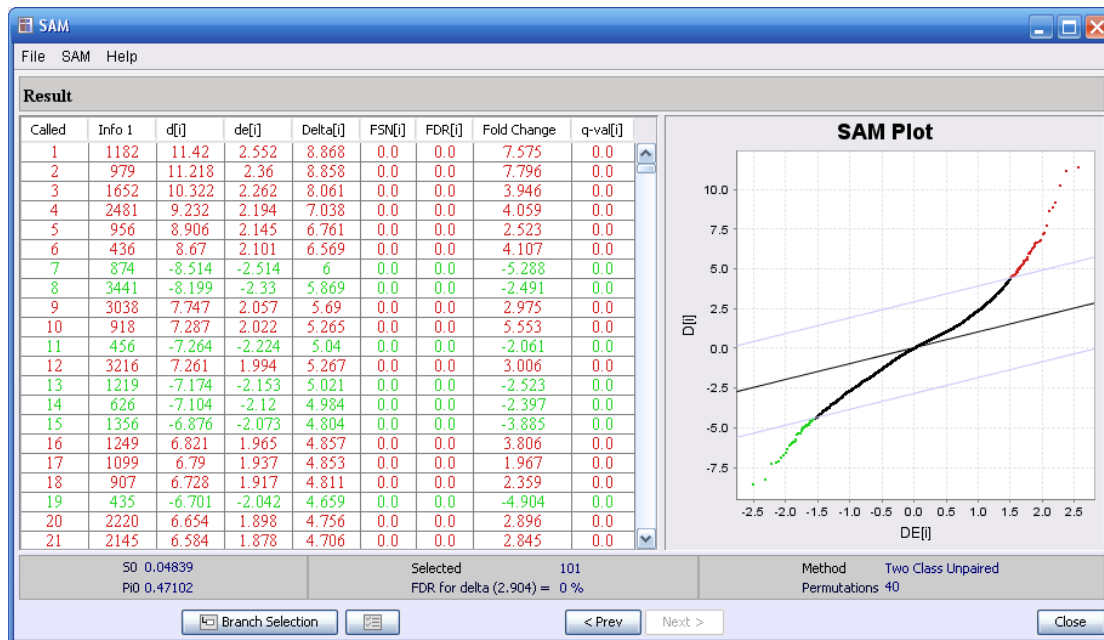 SAM
File SAM Help
Result
Called Info 1 d[i] de[i] Delta[i] FSN[i] FDR[i] Fold Change q-val[i]
1 1182 11.42 2.552 8.868 0.0 0.0 7.575 0.0
2 979 11.218 2.36 8.858 0.0 0.0 7.796 0.0
3 1652 10.322 2.262 8.061 0.0 0.0 3.946 0.0
4 2481 9.232 2.194 7.038 0.0 0.0 4.059 0.0
5 956 8.906 2.145 6.761 0.0 0.0 2.523 0.0
6 436 8.67 2.101 6.569 0.0 0.0 4.107 0.0
7 874 -8.514 -2.514 6 0.0 0.0 -5.288 0.0
8 3441 -8.199 -2.33 5.869 0.0 0.0 -2.491 0.0
9 3038 7.747 2.057 5.69 0.0 0.0 2.975 0.0
10 918 7.287 2.022 5.265 0.0 0.0 5.553 0.0
11 456 -7.264 -2.224 5.04 0.0 0.0 -2.061 0.0
12 3216 7.261 1.994 5.267 0.0 0.0 3.006 0.0
13 1219 -7.174 -2.153 5.021 0.0 0.0 -2.523 0.0
14 626 -7.104 -2.12 4.984 0.0 0.0 -2.397 0.0
15 1356 -6.876 -2.073 4.804 0.0 0.0 -3.885 0.0
16 1249 6.821 1.965 4.857 0.0 0.0 3.806 0.0
17 1099 6.79 1.937 4.853 0.0 0.0 1.967 0.0
18 907 6.728 1.917 4.811 0.0 0.0 2.359 0.0
19 435 -6.701 -2.042 4.659 0.0 0.0 -4.904 0.0
20 2220 6.654 1.898 4.756 0.0 0.0 2.896 0.0
21 2145 6.584 1.878 4.706 0.0 0.0 2.845 0.0
SAM Plot
10.0
7.5
5.0
2.5
0.0
-2.5
-5.0
-7.5
D[i]
-2.5 -2.0 -1.5 -1.0 -0.5 0.0 0.5 1.0 1.5 2.0 2.5
DE[i]
S0 0.04839
Pi0 0.47102
Selected 101
FDR for delta (2.904) = 0 %
Method Two Class Unpaired
Permutations 40
Branch Selection
< Prev
Next >
Close